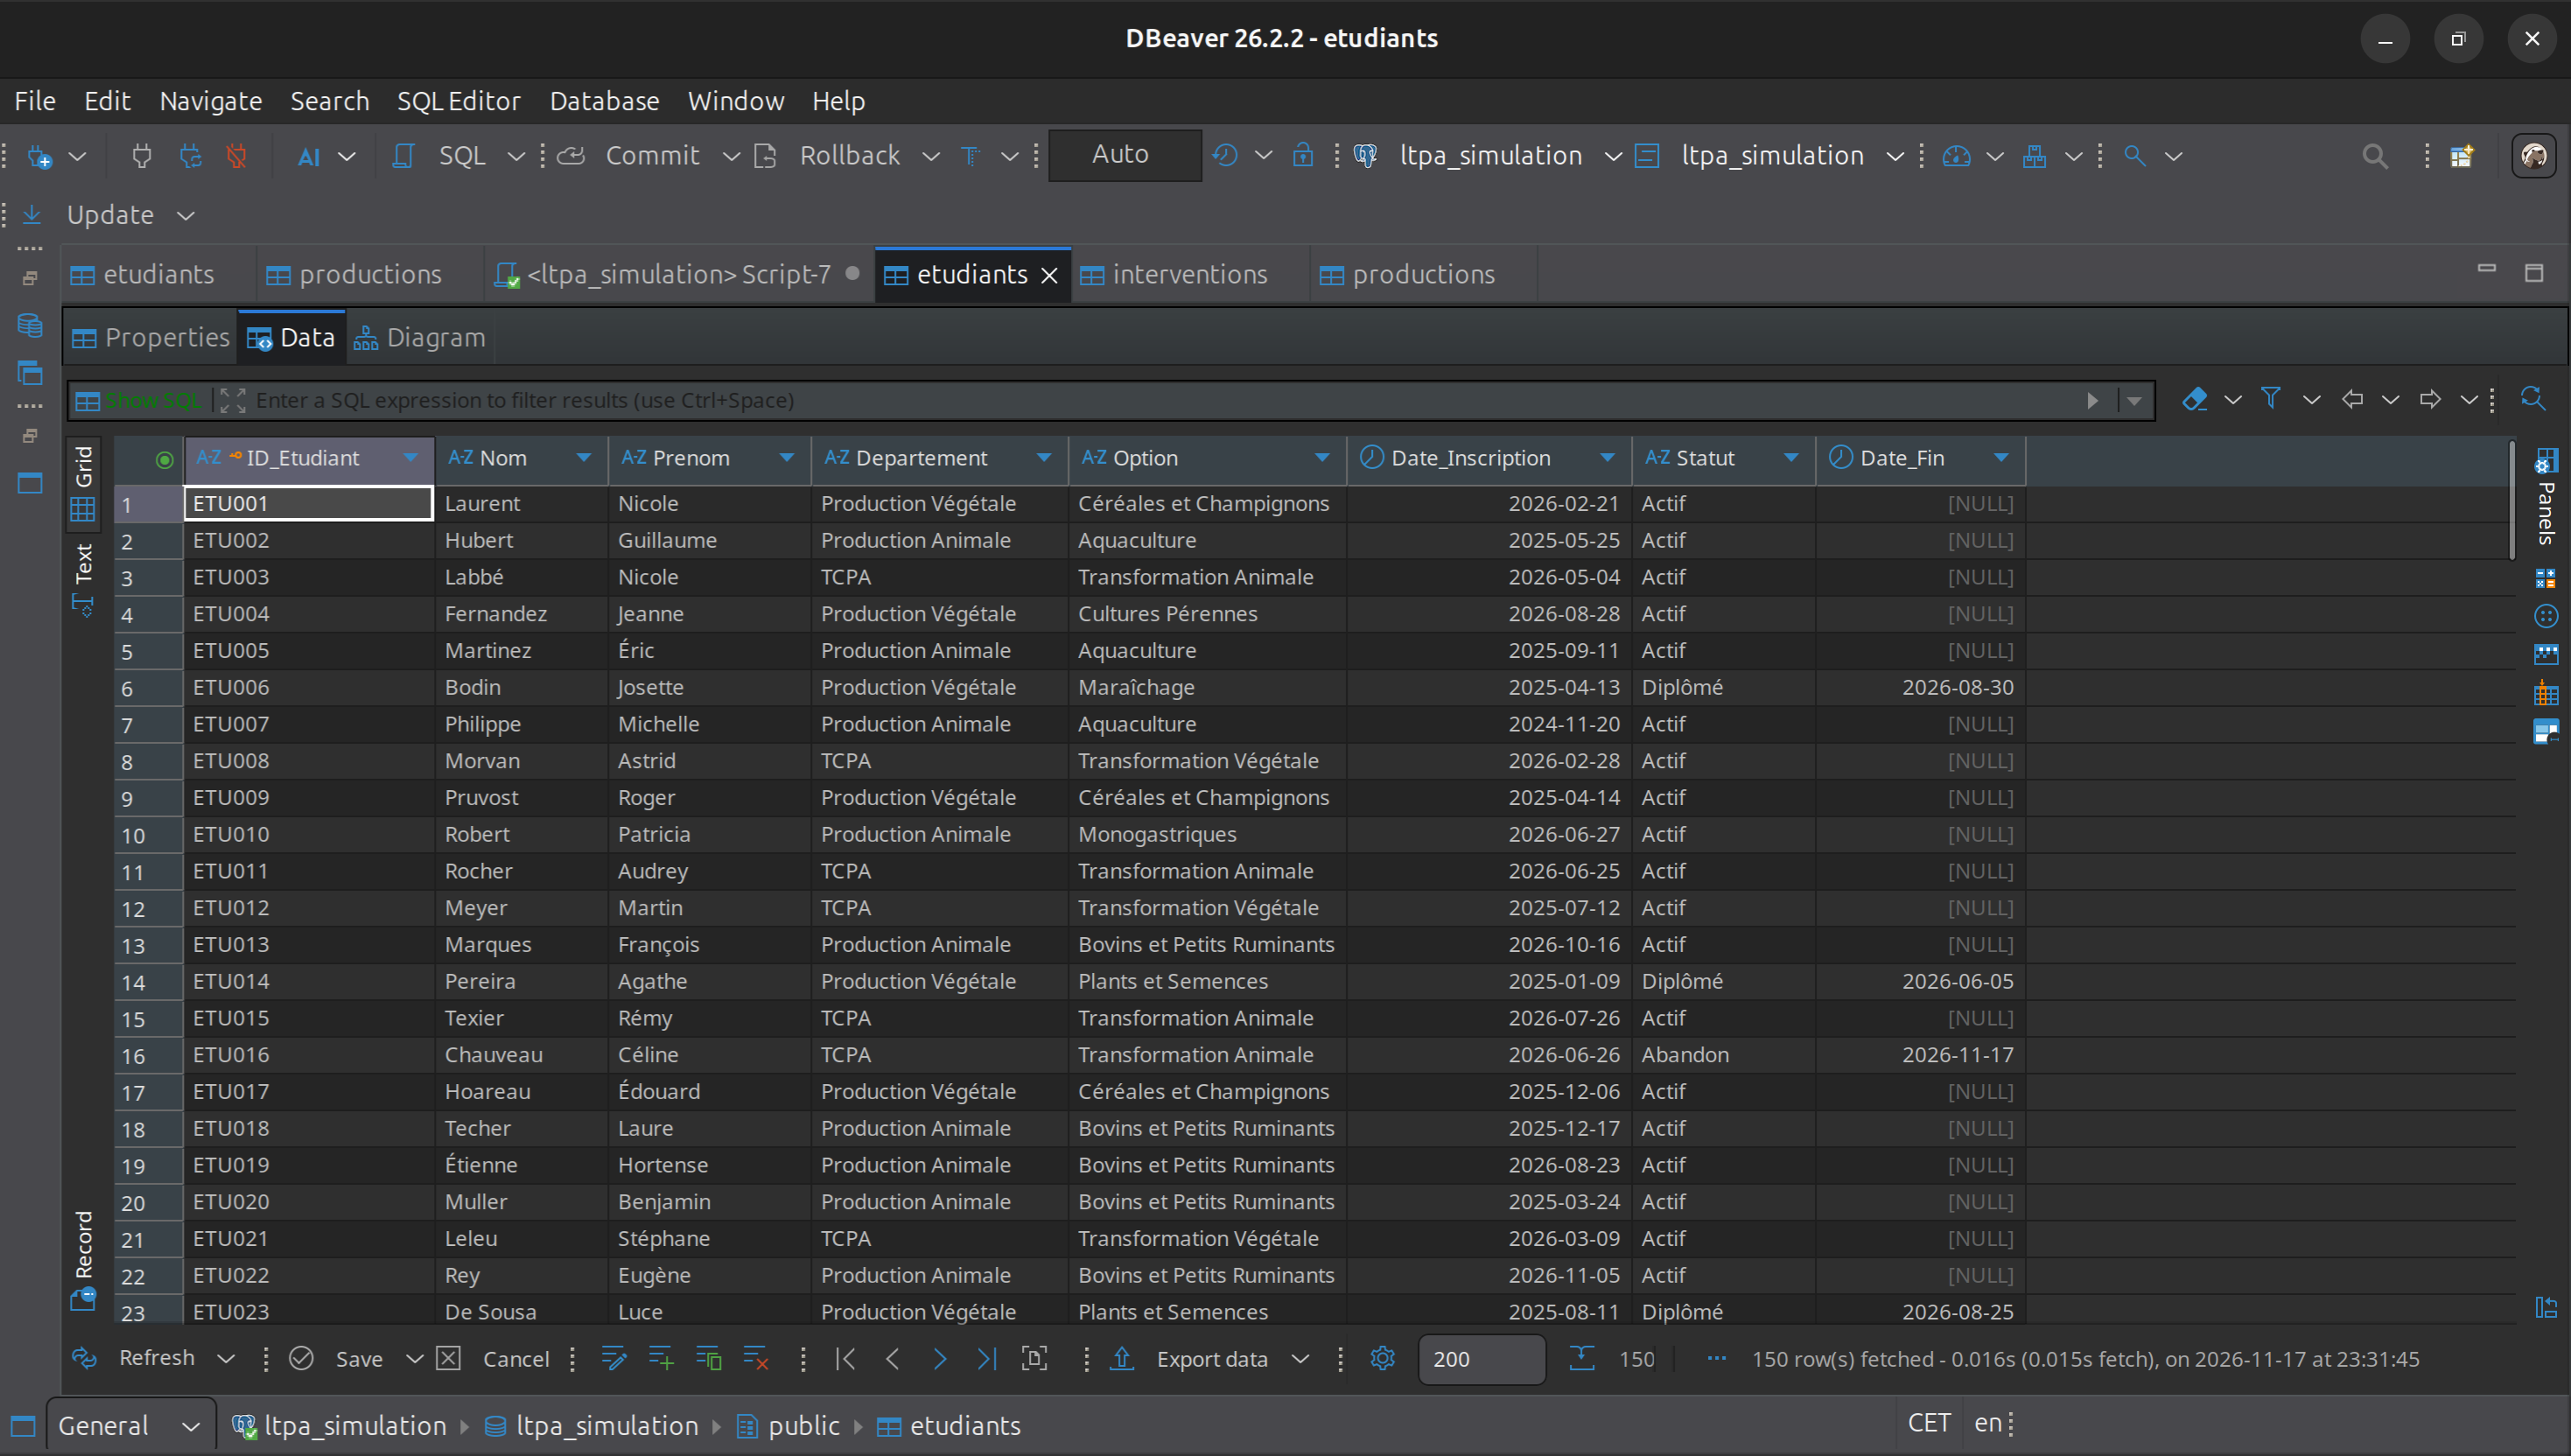 DBeaver 26.2.2 - etudiants
File Edit Navigate Search SQL Editor Database Window Help
AI SQL Commit Rollback Auto ltpa_simulation ltpa_simulation
Update
etudiants productions <ltpa_simulation> Script-7 etudiants interventions productions
Properties Data Diagram
Show SQL Enter a SQL expression to filter results (use Ctrl+Space)
Grid
Text
Record
Panels
ID_Etudiant Nom Prenom Departement Option Date_Inscription Statut Date_Fin
1 ETU001 Laurent Nicole Production Végétale Céréales et Champignons 2026-02-21 Actif [NULL]
2 ETU002 Hubert Guillaume Production Animale Aquaculture 2025-05-25 Actif [NULL]
3 ETU003 Labbé Nicole TCPA Transformation Animale 2026-05-04 Actif [NULL]
4 ETU004 Fernandez Jeanne Production Végétale Cultures Pérennes 2026-08-28 Actif [NULL]
5 ETU005 Martinez Éric Production Animale Aquaculture 2025-09-11 Actif [NULL]
6 ETU006 Bodin Josette Production Végétale Maraîchage 2025-04-13 Diplômé 2026-08-30
7 ETU007 Philippe Michelle Production Animale Aquaculture 2024-11-20 Actif [NULL]
8 ETU008 Morvan Astrid TCPA Transformation Végétale 2026-02-28 Actif [NULL]
9 ETU009 Pruvost Roger Production Végétale Céréales et Champignons 2025-04-14 Actif [NULL]
10 ETU010 Robert Patricia Production Animale Monogastriques 2026-06-27 Actif [NULL]
11 ETU011 Rocher Audrey TCPA Transformation Animale 2026-06-25 Actif [NULL]
12 ETU012 Meyer Martin TCPA Transformation Végétale 2025-07-12 Actif [NULL]
13 ETU013 Marques François Production Animale Bovins et Petits Ruminants 2026-10-16 Actif [NULL]
14 ETU014 Pereira Agathe Production Végétale Plants et Semences 2025-01-09 Diplômé 2026-06-05
15 ETU015 Texier Rémy TCPA Transformation Animale 2026-07-26 Actif [NULL]
16 ETU016 Chauveau Céline TCPA Transformation Animale 2026-06-26 Abandon 2026-11-17
17 ETU017 Hoareau Édouard Production Végétale Céréales et Champignons 2025-12-06 Actif [NULL]
18 ETU018 Techer Laure Production Animale Bovins et Petits Ruminants 2025-12-17 Actif [NULL]
19 ETU019 Étienne Hortense Production Animale Bovins et Petits Ruminants 2026-08-23 Actif [NULL]
20 ETU020 Muller Benjamin Production Animale Bovins et Petits Ruminants 2025-03-24 Actif [NULL]
21 ETU021 Leleu Stéphane TCPA Transformation Végétale 2026-03-09 Actif [NULL]
22 ETU022 Rey Eugène Production Animale Bovins et Petits Ruminants 2026-11-05 Actif [NULL]
23 ETU023 De Sousa Luce Production Végétale Plants et Semences 2025-08-11 Diplômé 2026-08-25
Refresh Save Cancel Export data 200 150 ... 150 row(s) fetched - 0.016s (0.015s fetch), on 2026-11-17 at 23:31:45
General ltpa_simulation ltpa_simulation public etudiants CET en